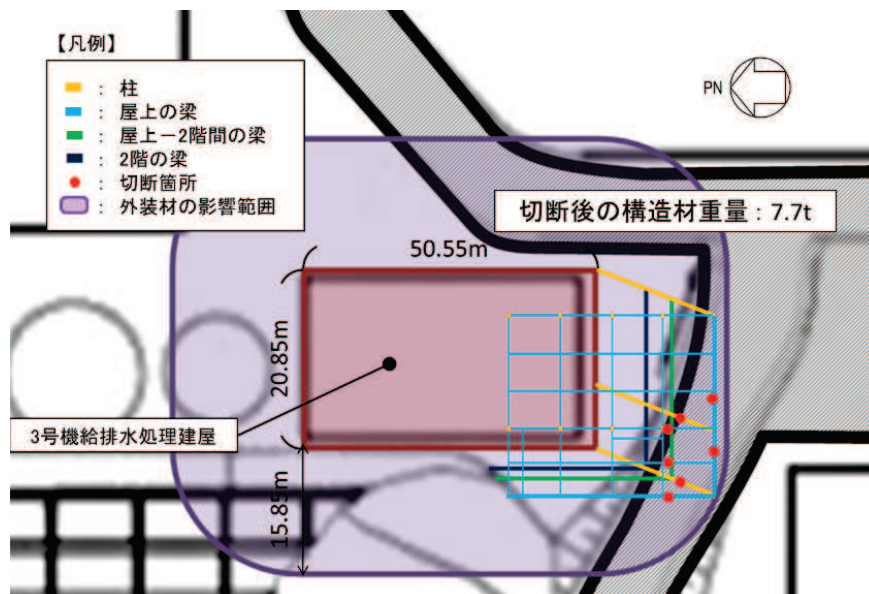 【凡例】
： 柱
： 屋上の梁
： 屋上－2階間の梁
： 2階の梁
： 切断箇所
： 外装材の影響範囲
PN
切断後の構造材重量：7.7t
50.55m
20.85m
3号機給排水処理建屋
15.85m